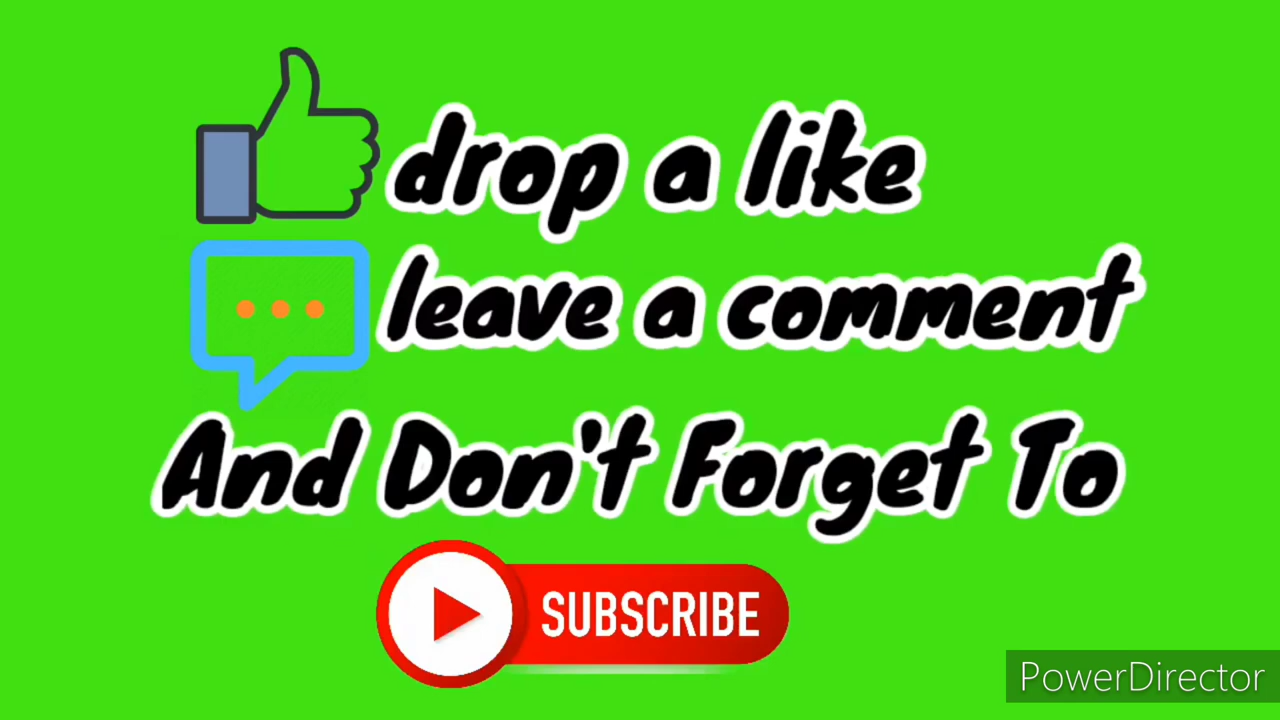 drop a like
leave a comment
And Don't Forget To
SUBSCRIBE
PowerDirector